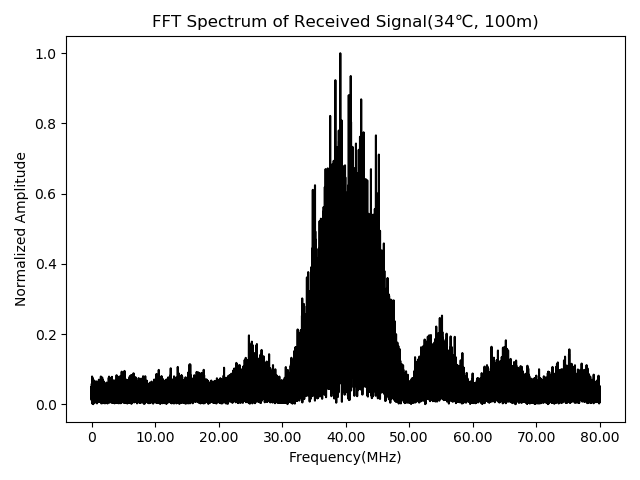 FFT Spectrum of Received Signal(34℃, 100m)
1.0
0.8
0.6
0.4
0.2
0.0
Normalized Amplitude
0 10.00 20.00 30.00 40.00 50.00 60.00 70.00 80.00
Frequency(MHz)